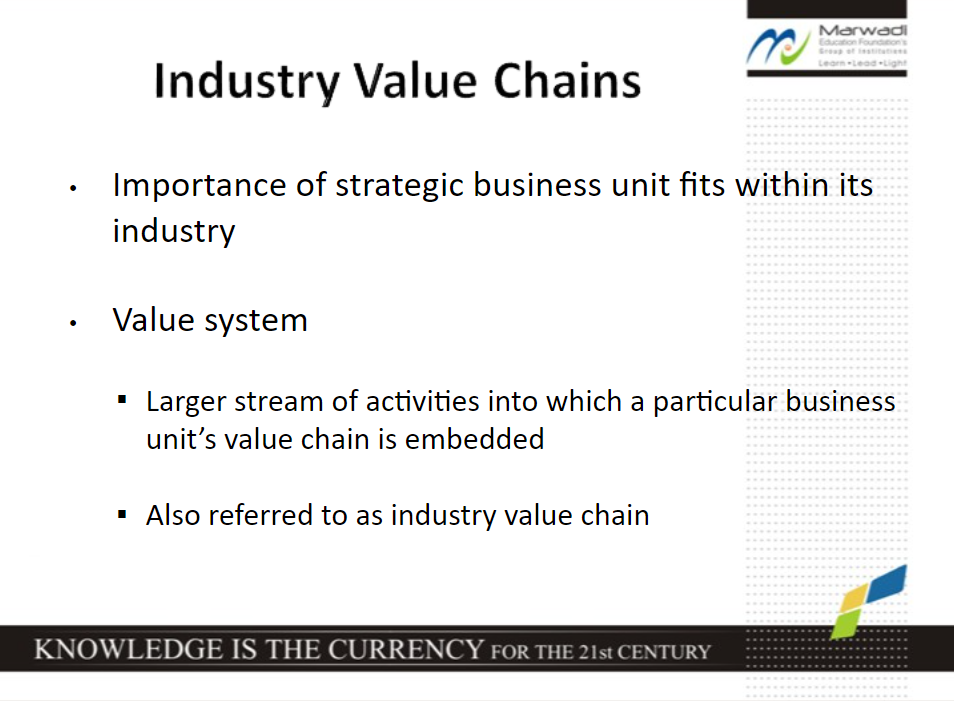 Marwadi
Education Foundation's
Group of Institutions
Learn •Lead •Light
Industry Value Chains
• Importance of strategic business unit fits within its
industry
• Value system
▪ Larger stream of activities into which a particular business
unit’s value chain is embedded
▪ Also referred to as industry value chain
KNOWLEDGE IS THE CURRENCY FOR THE 21st CENTURY